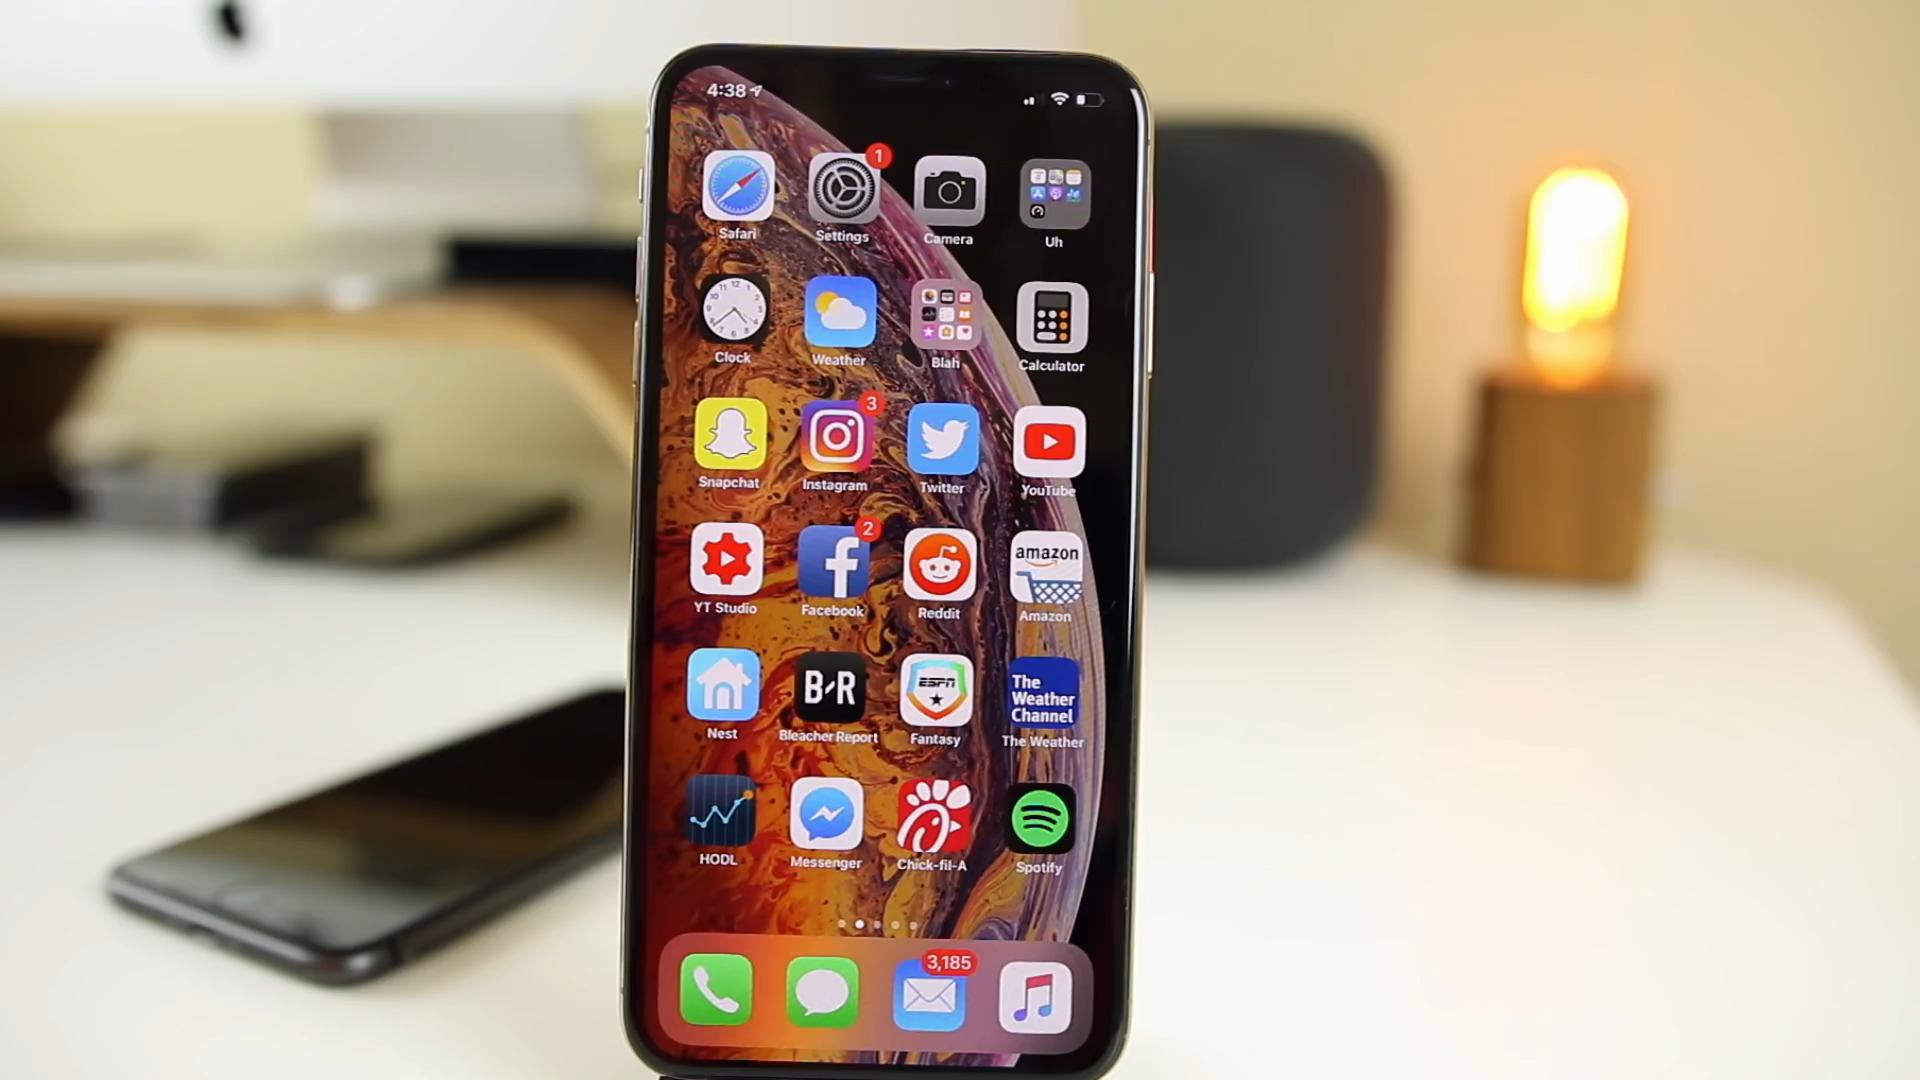 4:38
1
Safari
Settings
Camera
Uh
Clock
Weather
Blah
Calculator
3
Snapchat
Instagram
Twitter
YouTube
2
amazon
YT Studio
Facebook
Reddit
Amazon
B-R
ESPN
The
Weather
Channel
Nest
Bleacher Report
Fantasy
The Weather
HODL
Messenger
Chick-fil-A
Spotify
3,185